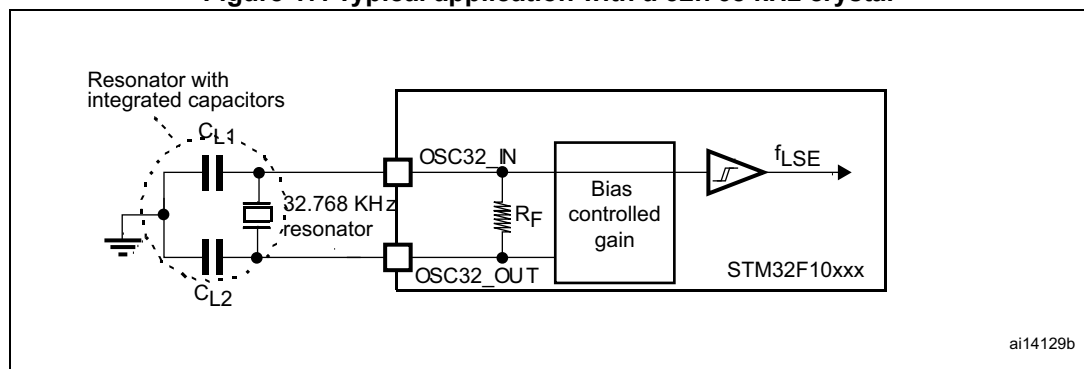 Resonator with
integrated capacitors
CL1
OSC32_IN
fLSE
32.768 KHz
resonator
RF
Bias
controlled
gain
OSC32_OUT
STM32F10xxx
CL2
ai14129b